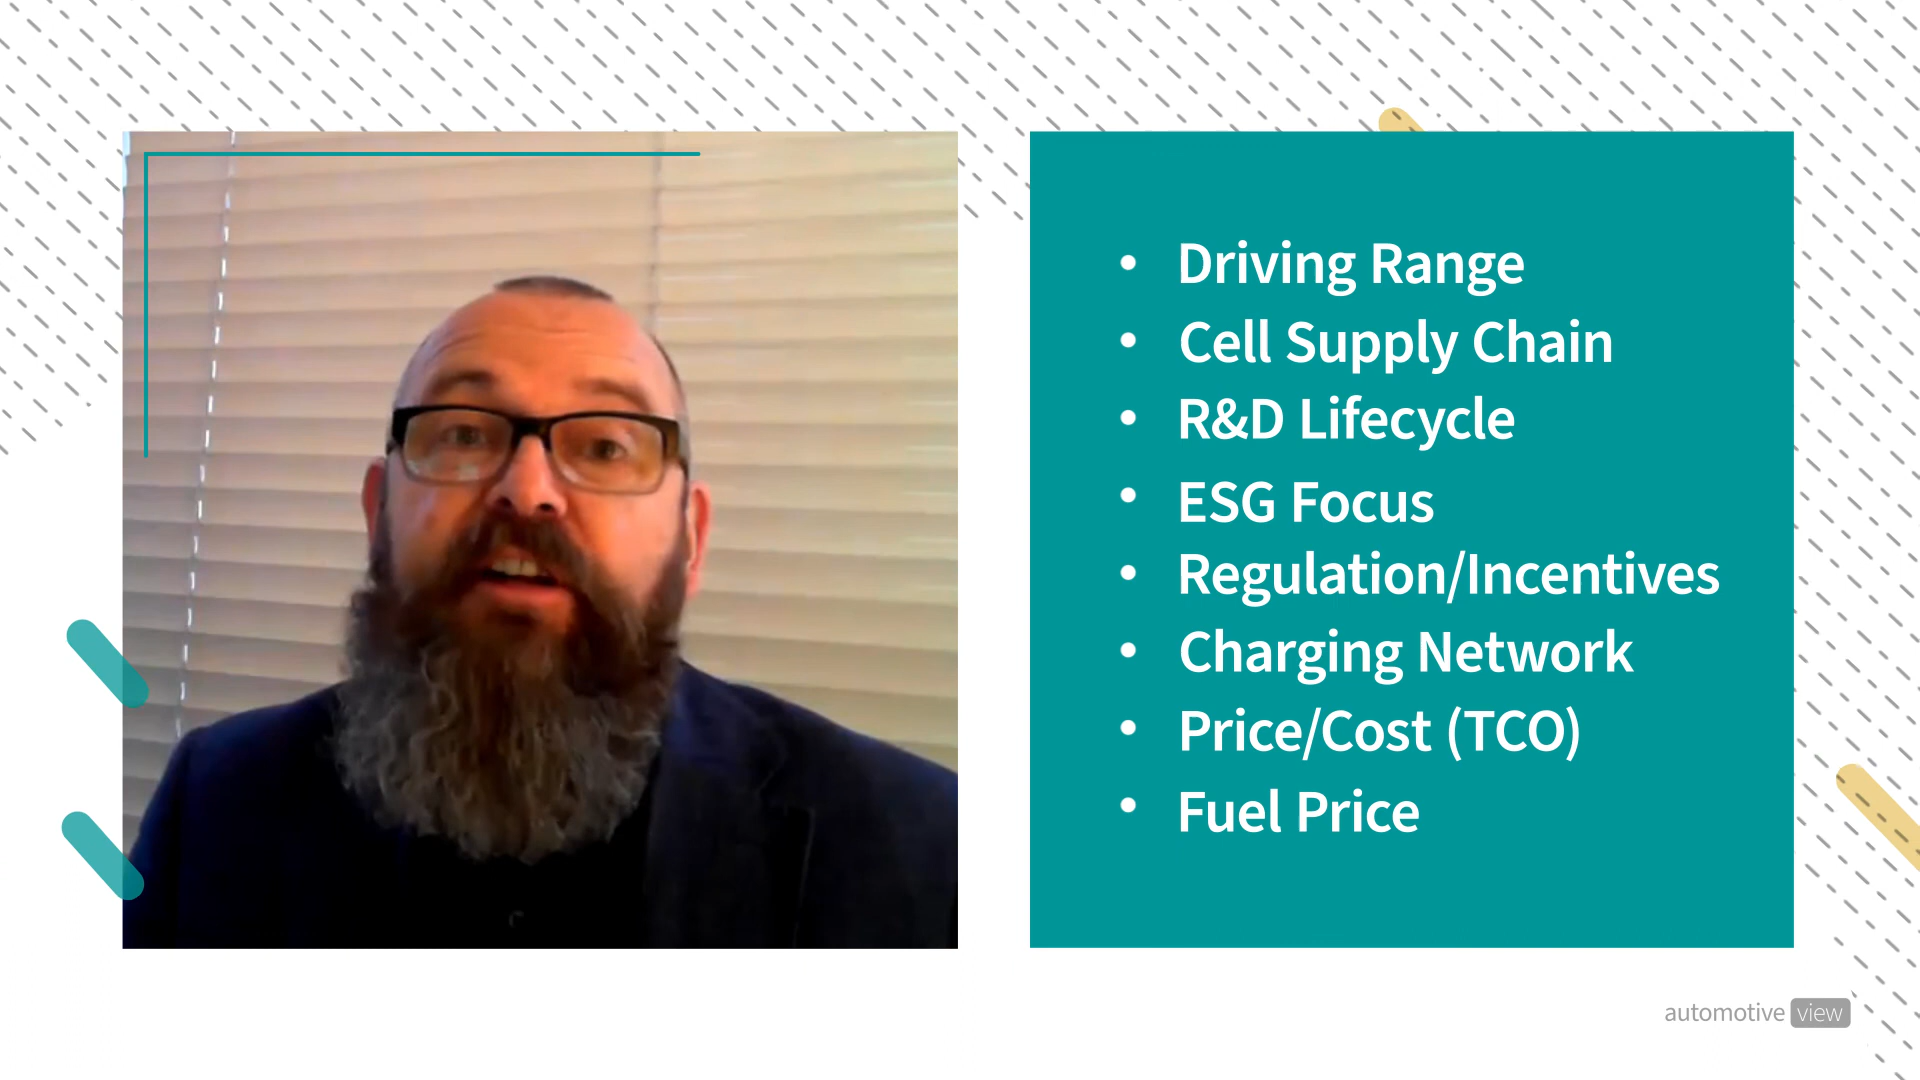 Driving Range
Cell Supply Chain
R&D Lifecycle
ESG Focus
Regulation/Incentives
Charging Network
Price/Cost (TCO)
Fuel Price
automotive view